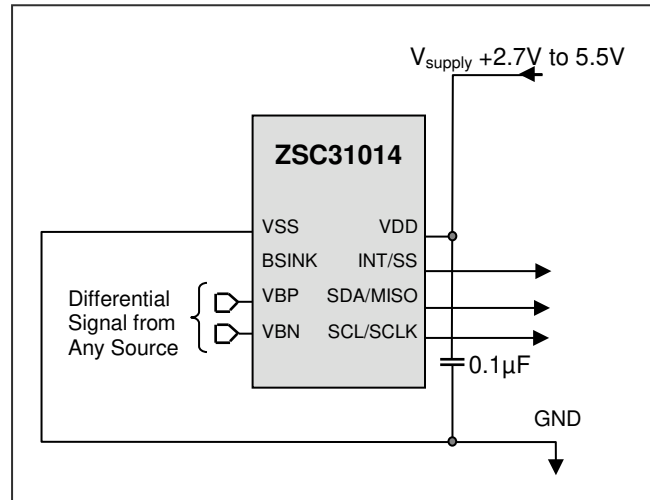 Vsupply +2.7V to 5.5V
ZSC31014
VSS VDD
BSINK INT/SS
Differential
Signal from
Any Source
VBP SDA/MISO
VBN SCL/SCLK
0.1µF
GND